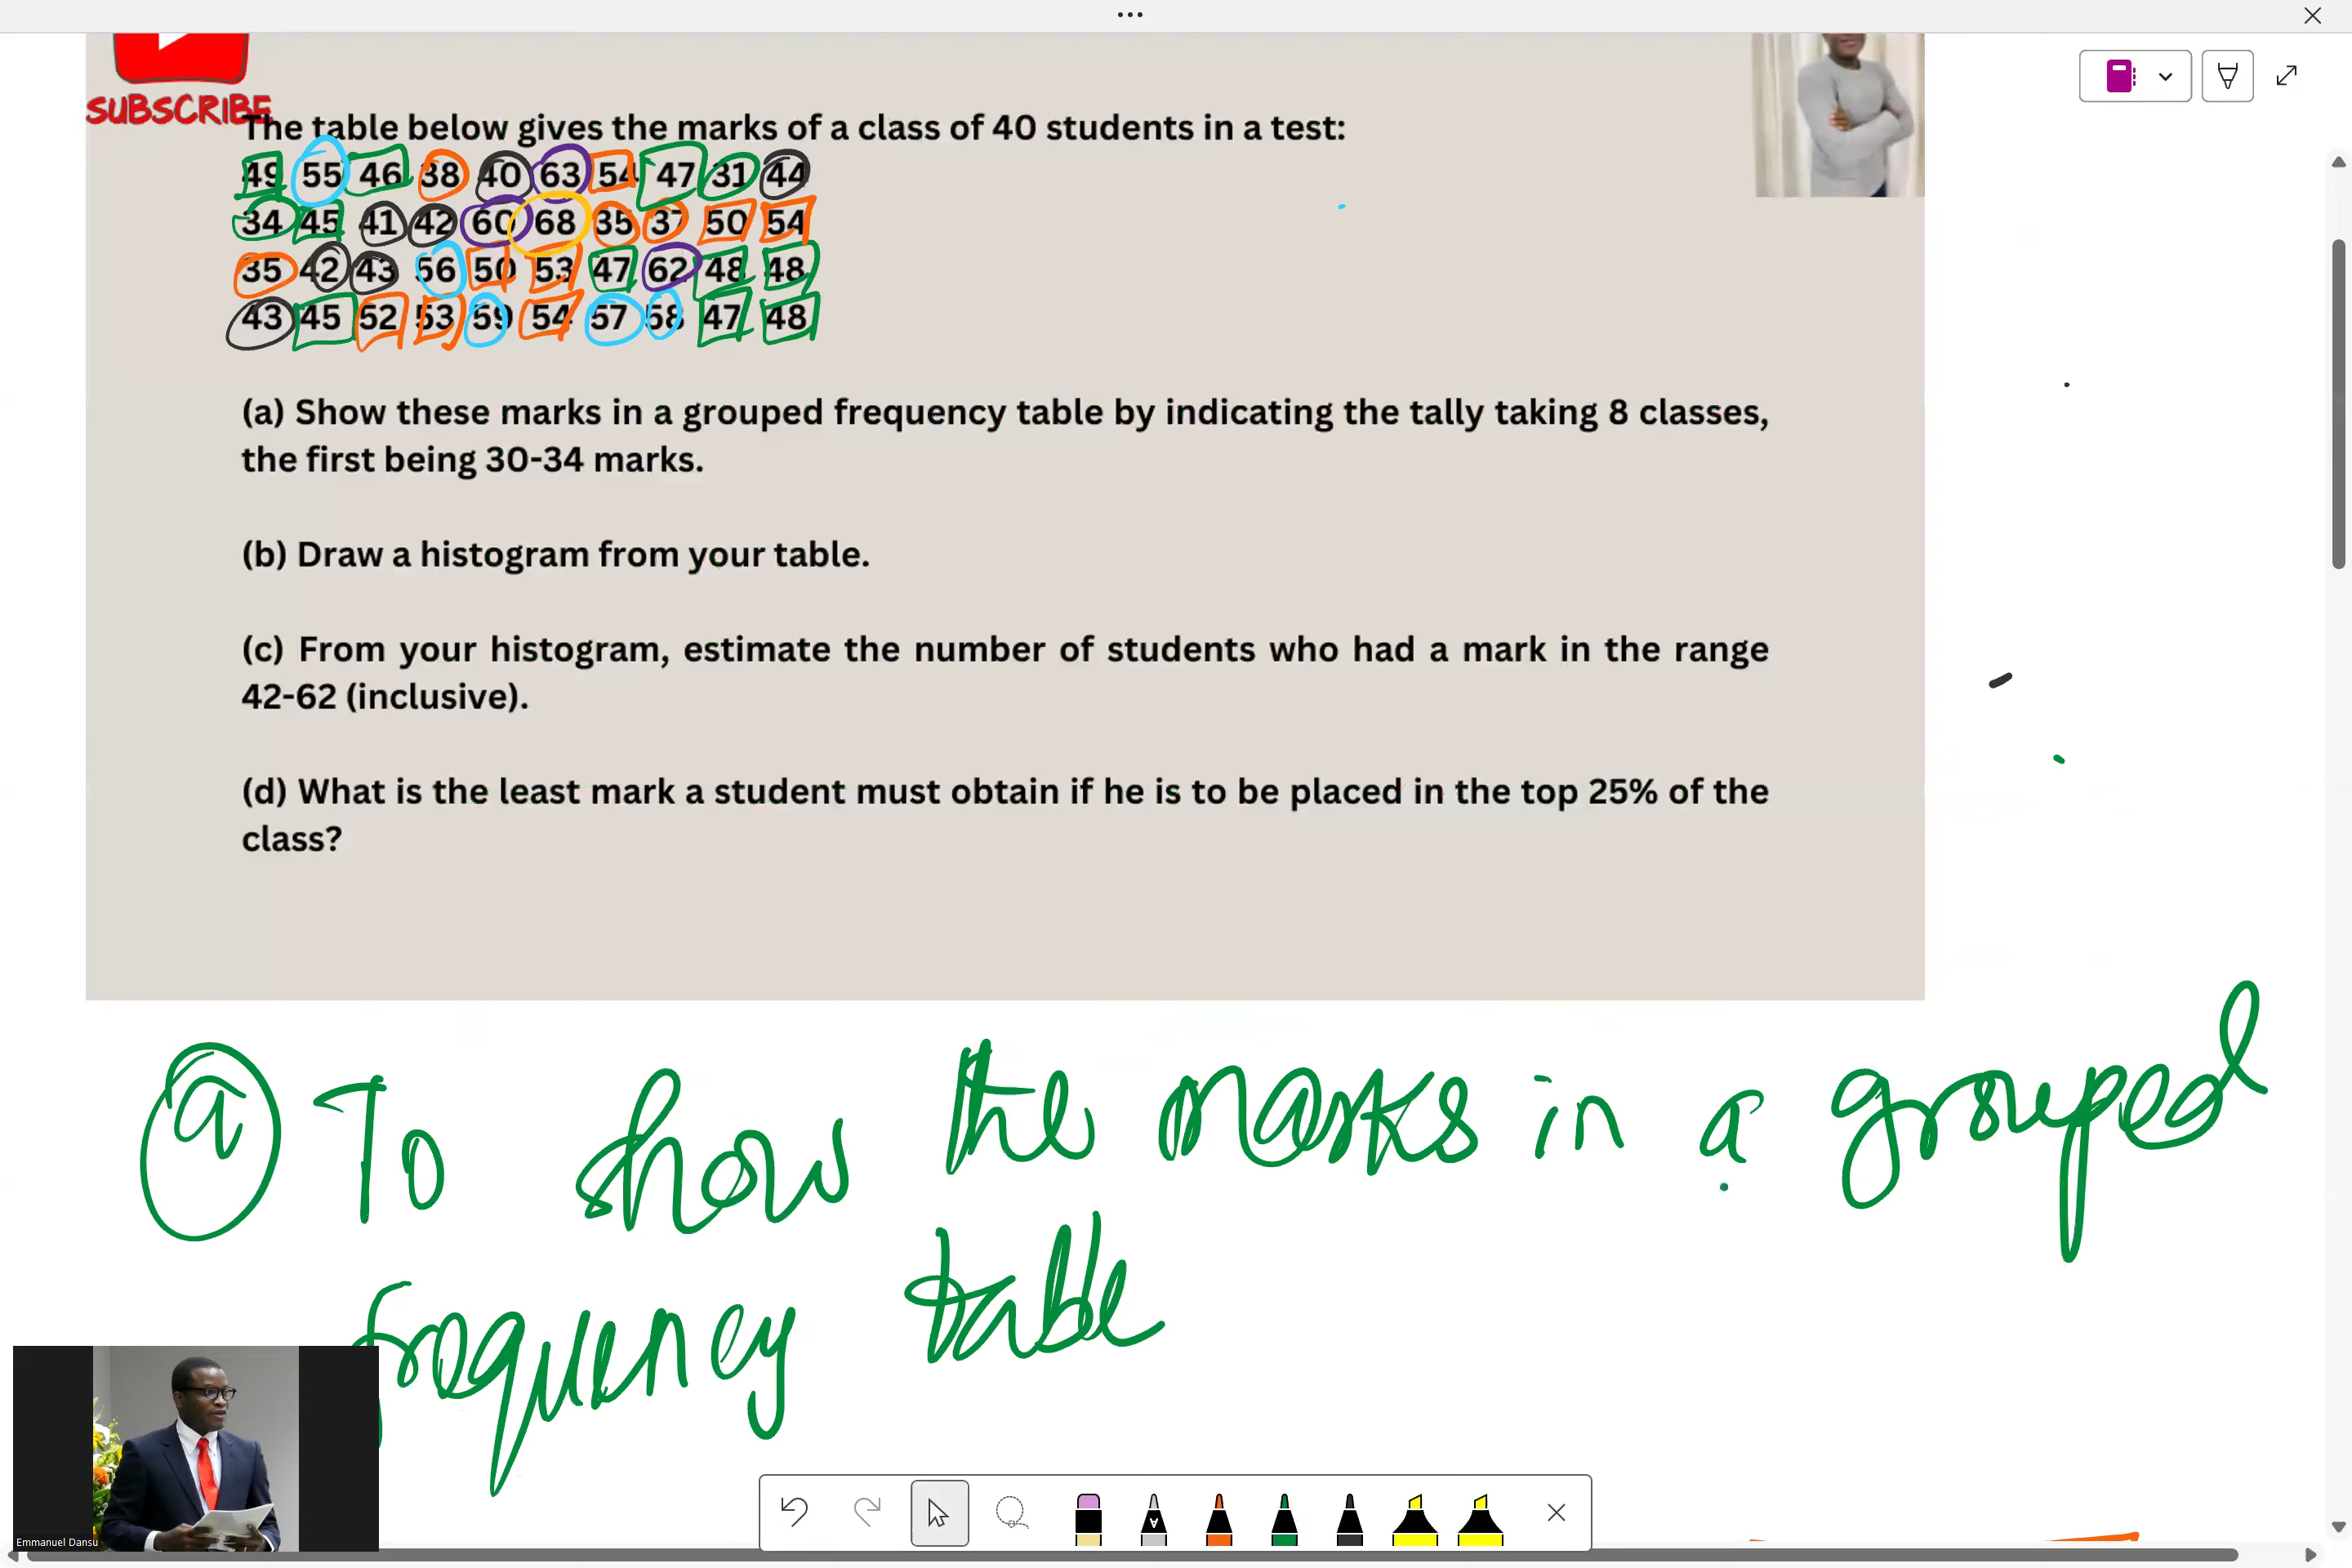 SUBSCRIBE
The table below gives the marks of a class of 40 students in a test:
49 55 46 38 40 63 54 47 31 44
34 45 41 42 60 68 35 37 50 54
35 42 43 56 50 53 47 62 48 48
43 45 52 53 59 54 57 58 47 48
(a) Show these marks in a grouped frequency table by indicating the tally taking 8 classes,
the first being 30-34 marks.
(b) Draw a histogram from your table.
(c) From your histogram, estimate the number of students who had a mark in the range
42-62 (inclusive).
(d) What is the least mark a student must obtain if he is to be placed in the top 25% of the
class?
a To show the marks in a grouped
frequency table
Emmanuel Dansu